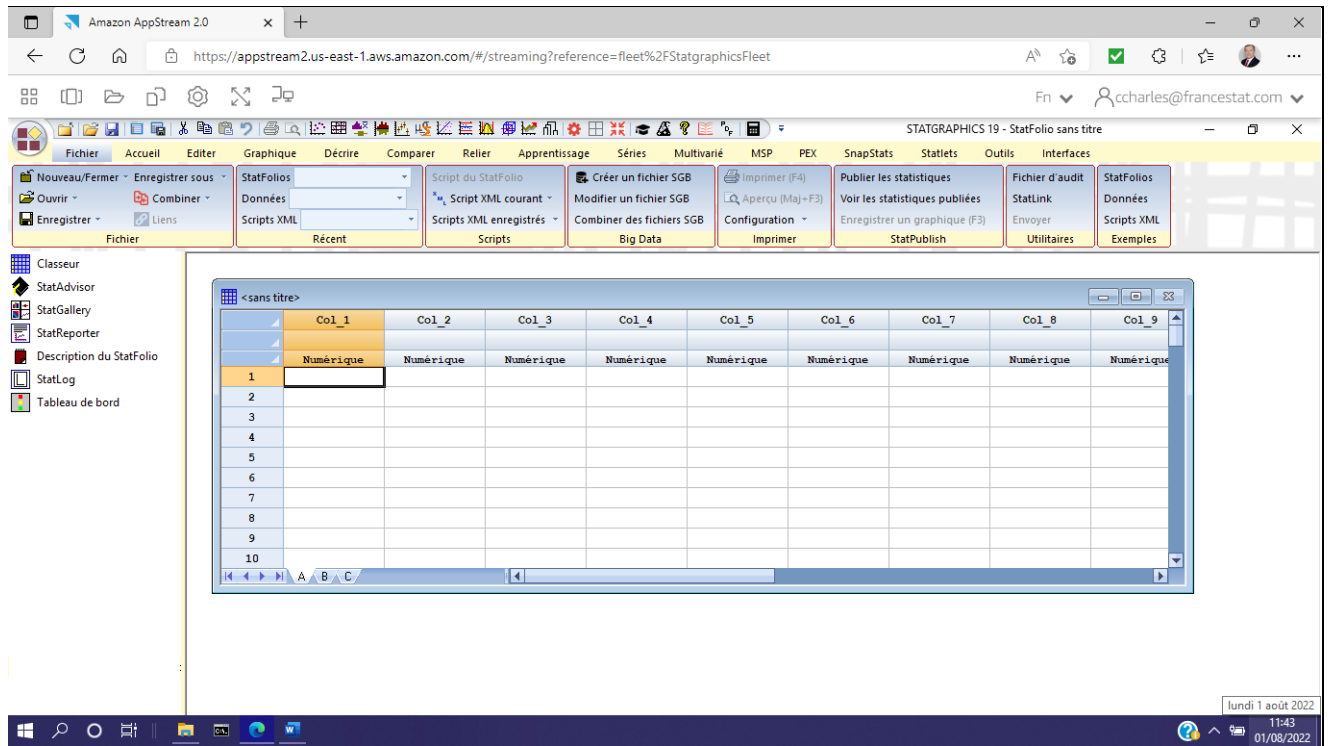 Amazon AppStream 2.0
https://appstream2.us-east-1.aws.amazon.com/#/streaming?reference=fleet%2FStatgraphicsFleet
Fn ccharles@francestat.com
STATGRAPHICS 19 - StatFolio sans titre
Fichier Accueil Editer Graphique Décrire Comparer Relier Apprentissage Séries Multivarié MSP PEX SnapStats Statlets Outils Interfaces
Nouveau/Fermer Enregistrer sous StatFolios Script du StatFolio Créer un fichier SGB Imprimer (F4) Publier les statistiques Fichier d'audit StatFolios
Ouvrir Combiner Données Script XML courant Modifier un fichier SGB Aperçu (Maj+F3) Voir les statistiques publiées StatLink Données
Enregistrer Liens Scripts XML Scripts XML enregistrés Combiner des fichiers SGB Configuration Enregistrer un graphique (F3) Envoyer Scripts XML
Fichier Récent Scripts Big Data Imprimer StatPublish Utilitaires Exemples
Classeur
StatAdvisor
StatGallery
StatReporter
Description du StatFolio
StatLog
Tableau de bord
<sans titre>
Col_1 Col_2 Col_3 Col_4 Col_5 Col_6 Col_7 Col_8 Col_9
Numérique Numérique Numérique Numérique Numérique Numérique Numérique Numérique Numérique
1
2
3
4
5
6
7
8
9
10
A B C
lundi 1 août 2022
11:43
01/08/2022